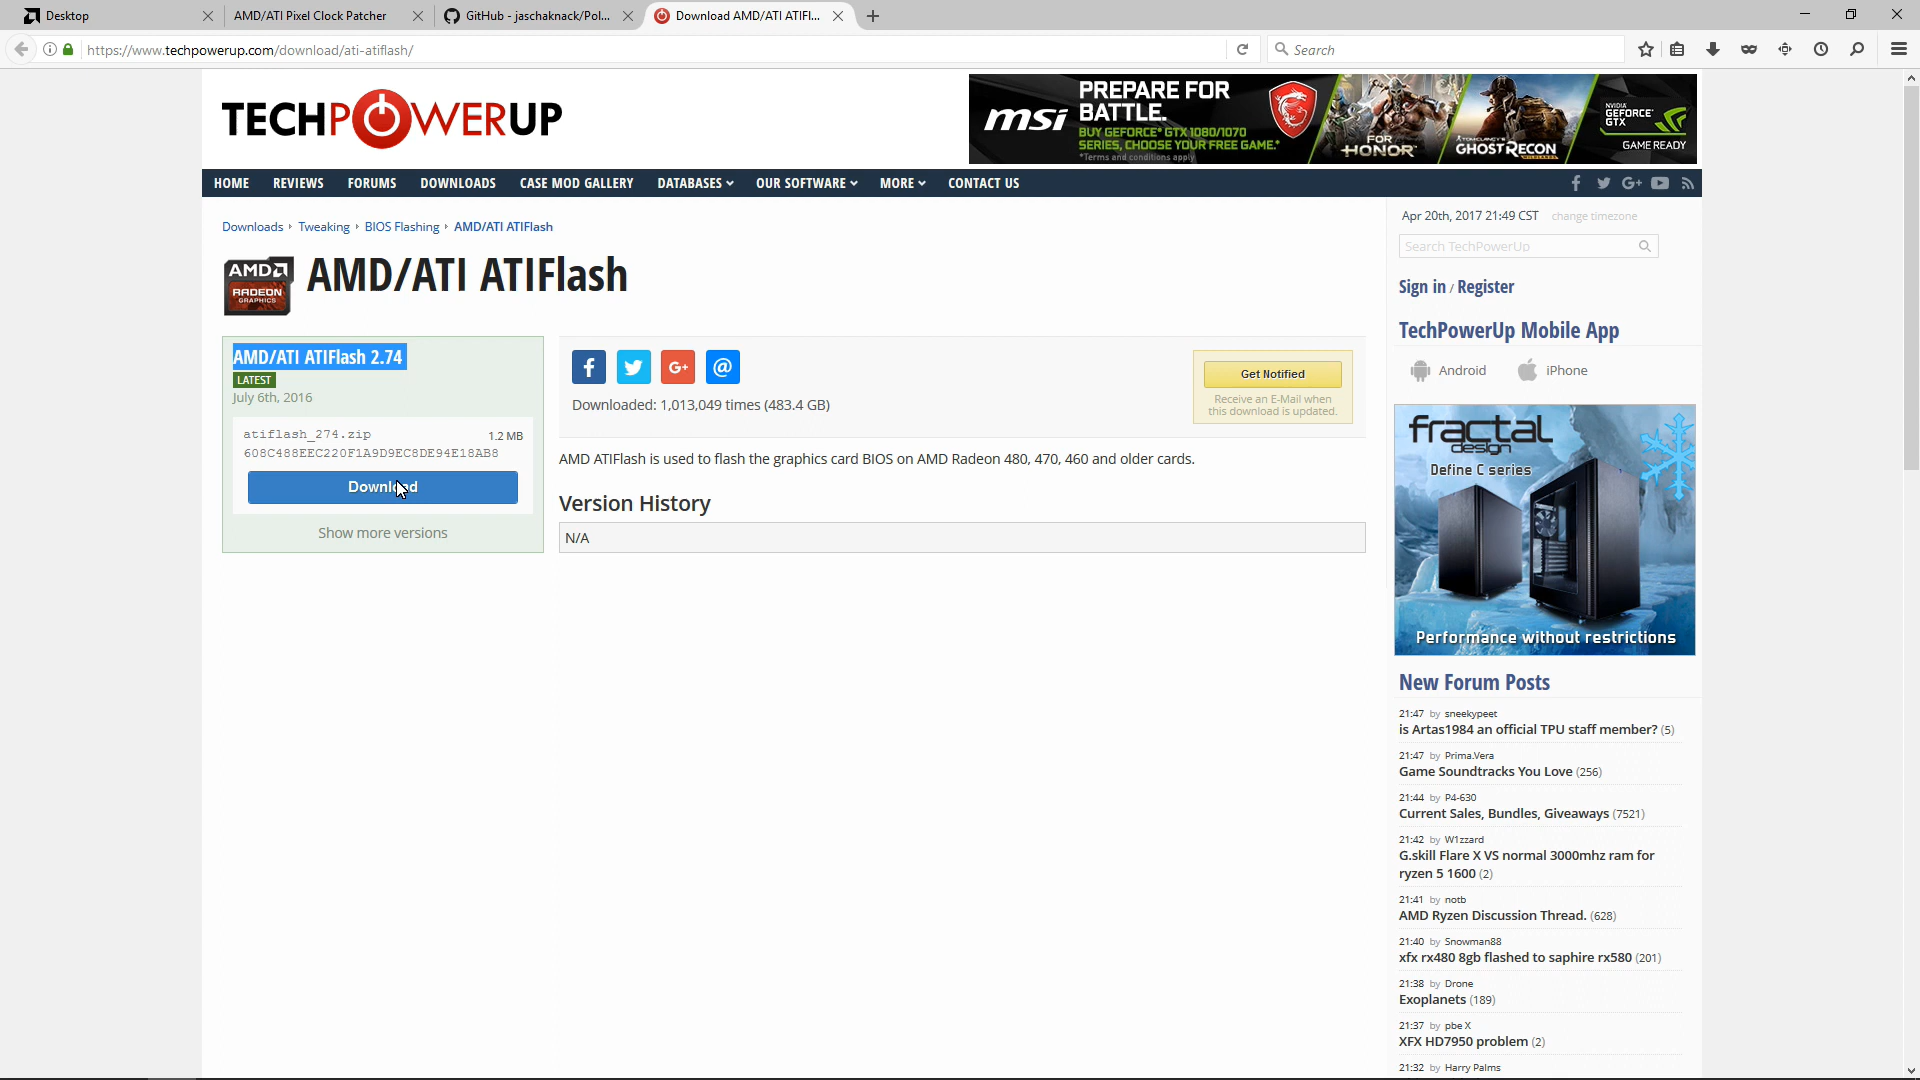 Desktop
AMD/ATI Pixel Clock Patcher
GitHub - jaschaknack/Pol...
Download AMD/ATI ATIFl...
https://www.techpowerup.com/download/ati-atiflash/
Search
TECHPOWERUP
msi
PREPARE FOR
BATTLE.
BUY GEFORCE® GTX 1080/1070
SERIES, CHOOSE YOUR FREE GAME.*
*Terms and conditions apply
FOR
HONOR
TOM CLANCY'S
GHOST RECON
WILDLANDS
NVIDIA
GEFORCE
GTX
GAME READY
HOME
REVIEWS
FORUMS
DOWNLOADS
CASE MOD GALLERY
DATABASES
OUR SOFTWARE
MORE
CONTACT US
Downloads
Tweaking
BIOS Flashing
AMD/ATI ATIFlash
AMD
RADEON
GRAPHICS
AMD/ATI ATIFlash
AMD/ATI ATIFlash 2.74
LATEST
July 6th, 2016
atiflash_274.zip
1.2 MB
608C488EEC220F1A9D9EC8DE94E18AB8
Download
Show more versions
Downloaded: 1,013,049 times (483.4 GB)
Get Notified
Receive an E-Mail when
this download is updated.
AMD ATIFlash is used to flash the graphics card BIOS on AMD Radeon 480, 470, 460 and older cards.
Version History
N/A
Apr 20th, 2017 21:49 CST change timezone
Search TechPowerUp
Sign in / Register
TechPowerUp Mobile App
Android
iPhone
fractal
design
Define C series
Performance without restrictions
New Forum Posts
21:47 by sneekypeet
is Artas1984 an official TPU staff member? (5)
21:47 by Prima.Vera
Game Soundtracks You Love (256)
21:44 by P4-630
Current Sales, Bundles, Giveaways (7521)
21:42 by W1zzard
G.skill Flare X VS normal 3000mhz ram for
ryzen 5 1600 (2)
21:41 by notb
AMD Ryzen Discussion Thread. (628)
21:40 by Snowman88
xfx rx480 8gb flashed to saphire rx580 (201)
21:38 by Drone
Exoplanets (189)
21:37 by pbe X
XFX HD7950 problem (2)
21:32 by Harry Palms